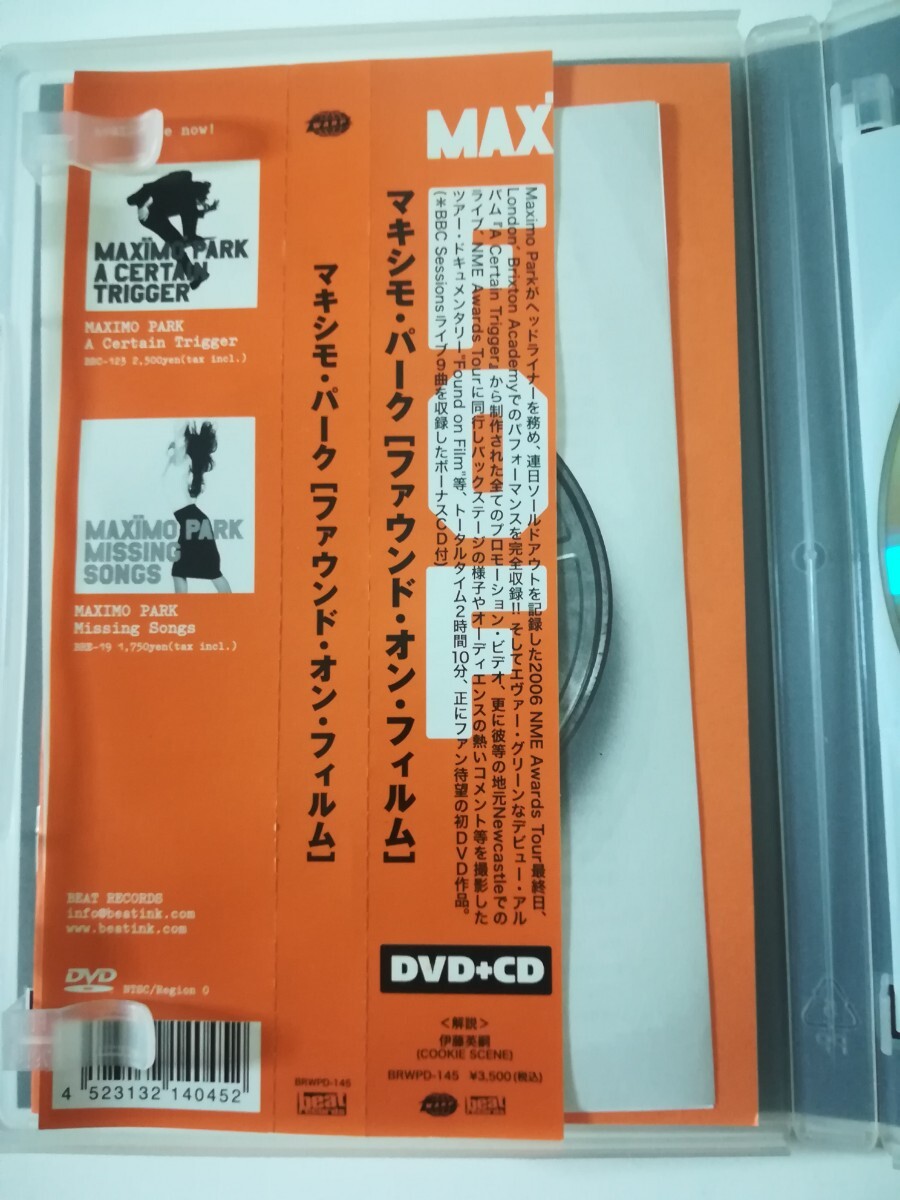 now!
MAXÏMO PARK
A CERTAIN
TRIGGER
MAXIMO PARK
A Certain Trigger
BRC-123 2,300yen(tax incl.)
MAXÏMO PARK
MISSING
SONGS
MAXIMO PARK
Missing Songs
BRE-19 1,750yen(tax incl.)
BEAT RECORDS
info@beatink.com
www.beatink.com
DVD
NTSC/Region 0
4 523132 140452
マキシモ・パーク[ファウンド・オン・フィルム]
BRWPD-145
beat records
MAX
マキシモ・パーク[ファウンド・オン・フィルム]
Maximo Parkがヘッドライナーを務め、連日ソールドアウトを記録した2006 NME Awards Tour最終日、
London, Brixton Academyでのパフォーマンスを完全収録!! そしてエヴァー・グリーンなデビュー・アル
バム『A Certain Trigger』から制作された全てのプロモーション・ビデオ、更に彼等の地元Newcastleでの
ライブ、NME Awards Tourに同行しバックステージの様子やオーディエンスの熱いコメント等を撮影した
ツアー・ドキュメンタリー"Found on Film"等、トータルタイム2時間10分、正にファン待望の初DVD作品。
(*BBC Sessionsライブ9曲を収録したボーナスCD付)
DVD+CD
<解説>
伊藤英嗣
(COOKIE SCENE)
BRWPD-145 ¥3,500(税込)
WARP
beat records